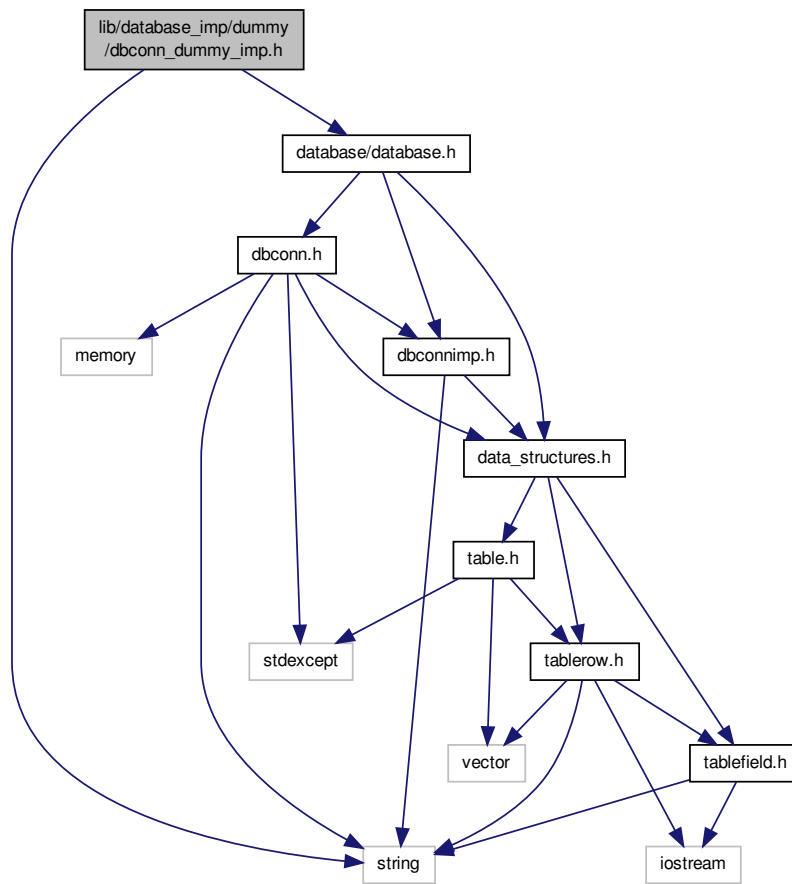 lib/database_imp/dummy
/dbconn_dummy_imp.h
database/database.h
dbconn.h
memory
dbconnimp.h
data_structures.h
table.h
stdexcept
tablerow.h
vector
tablefield.h
string
iostream